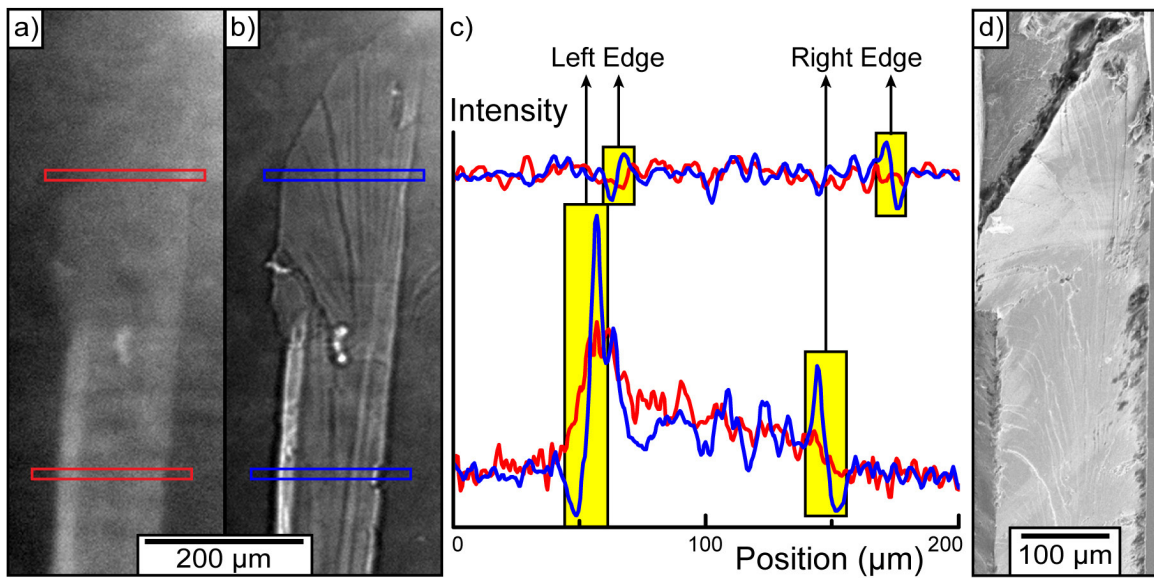 a)
b)
c)
d)
Left Edge
Right Edge
Intensity
0
100
200
Position (µm)
200 µm
100 µm